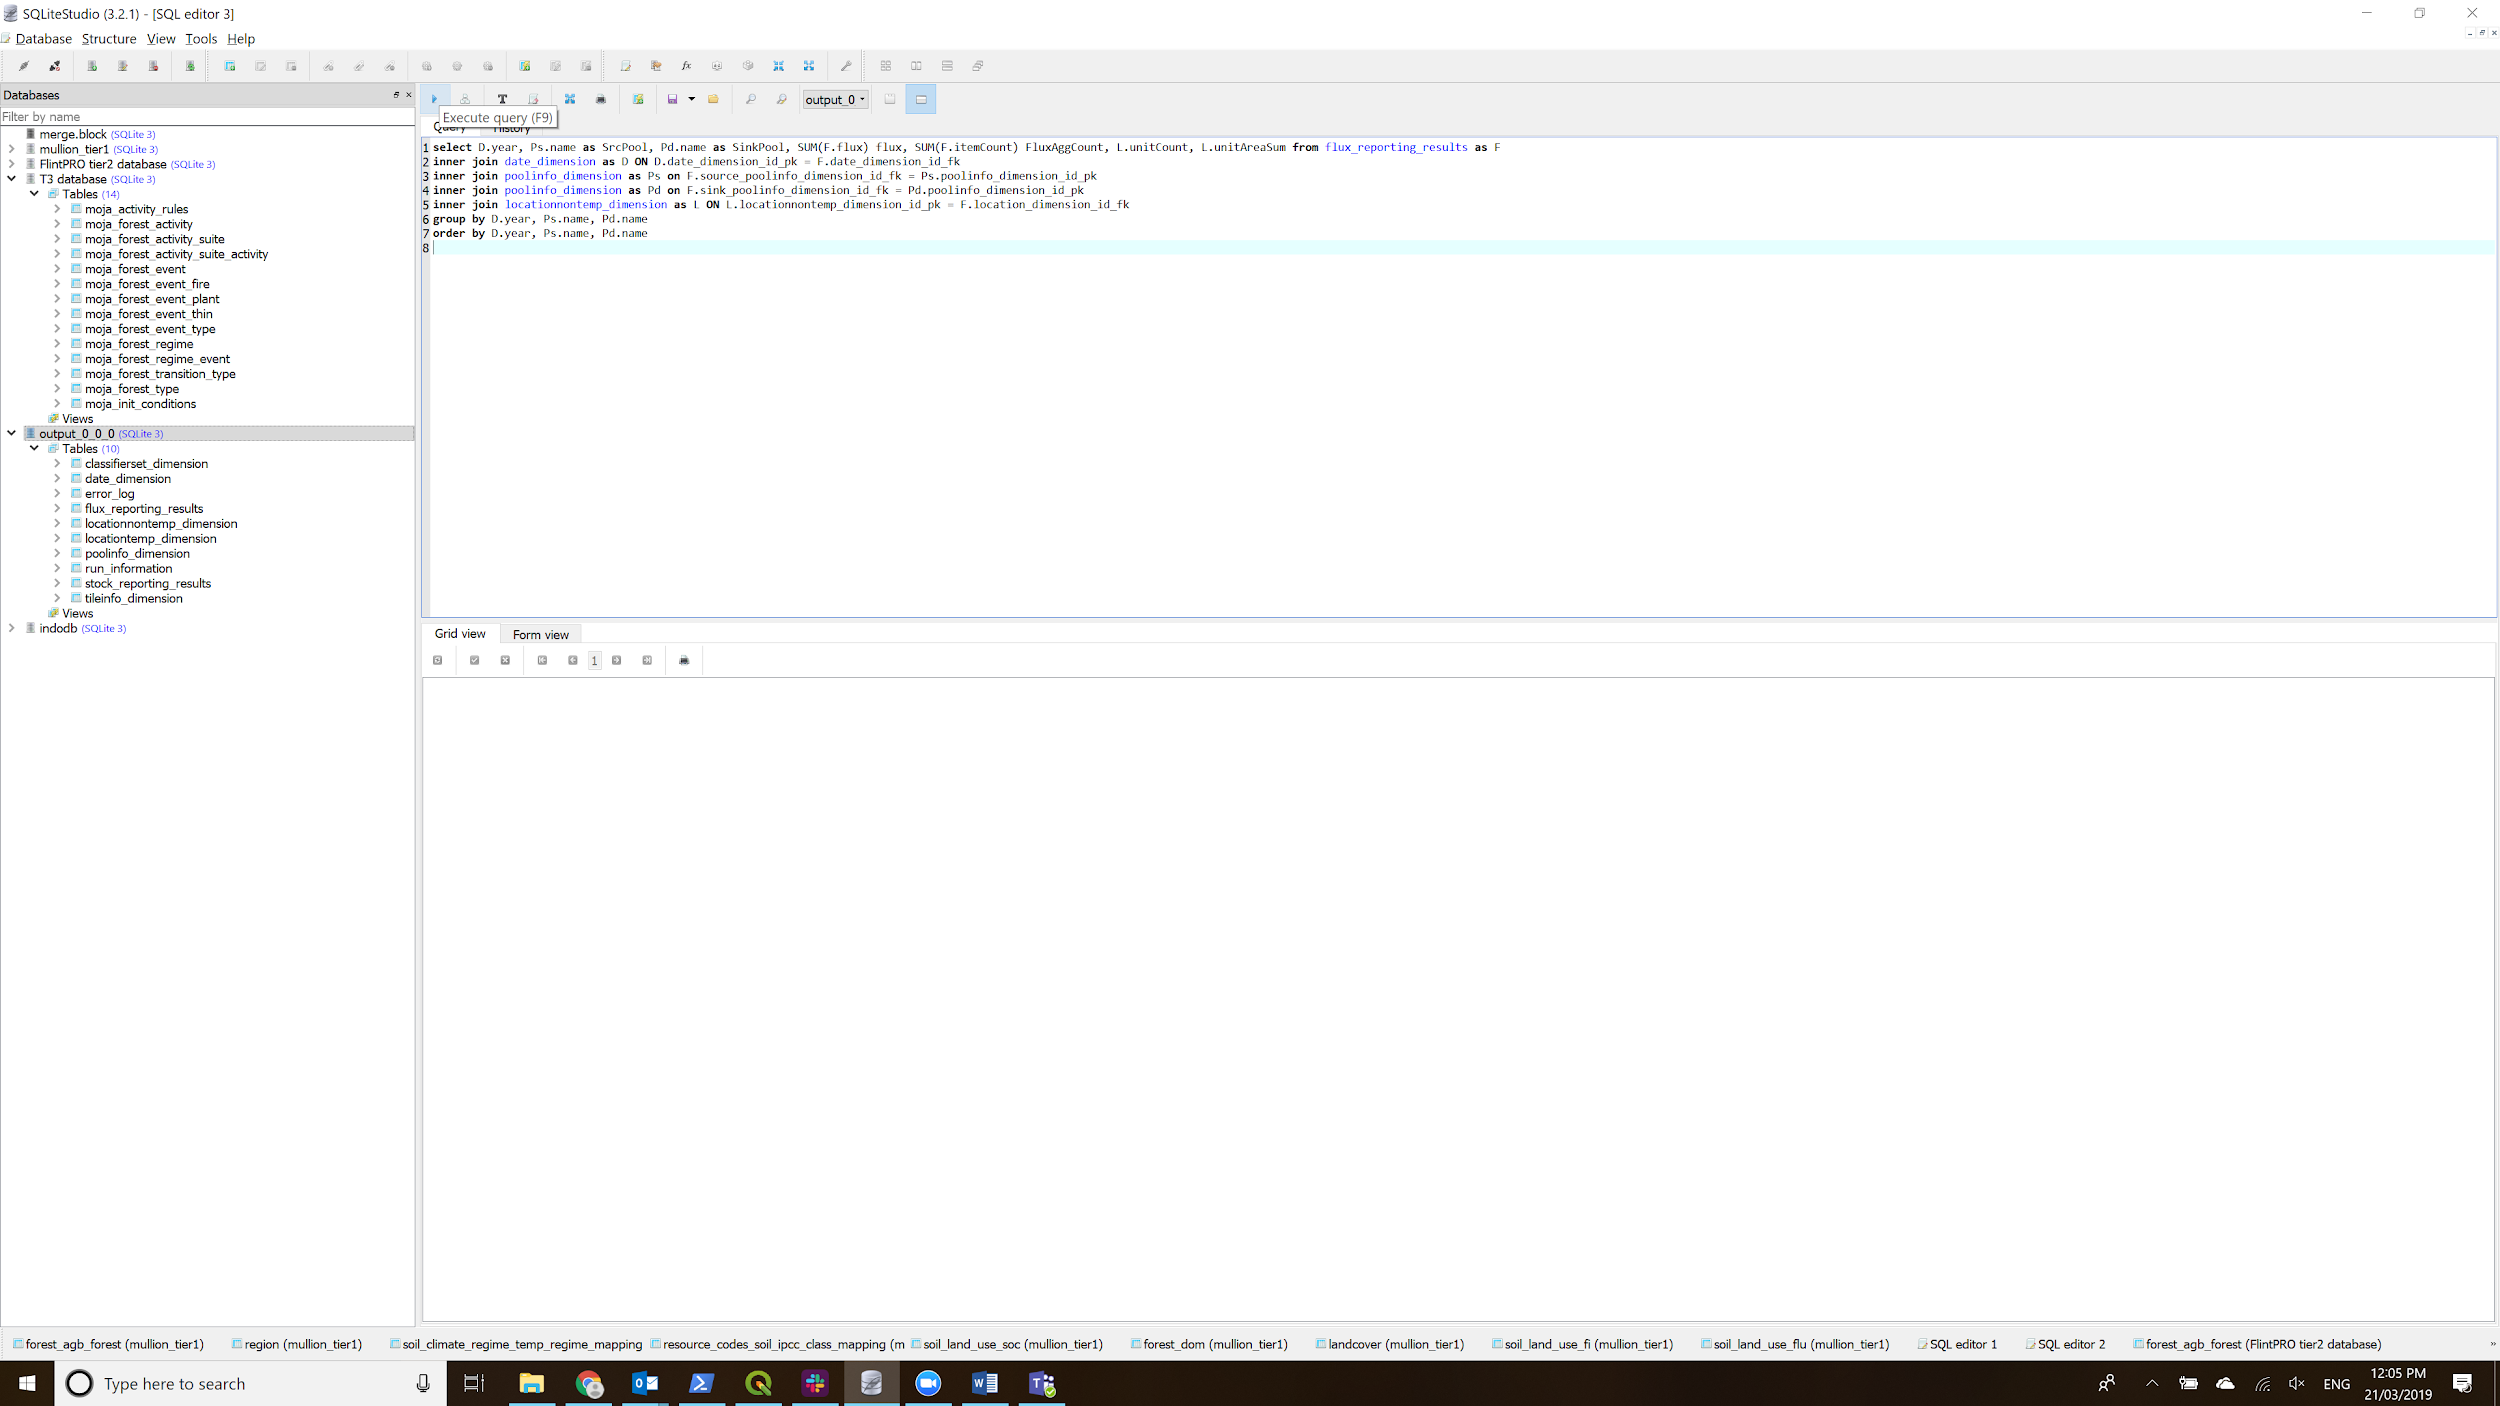 SQLiteStudio (3.2.1) - [SQL editor 3]
Database Structure View Tools Help
Databases
Filter by name
merge.block (SQLite 3)
mullion_tier1 (SQLite 3)
FlintPRO tier2 database (SQLite 3)
T3 database (SQLite 3)
Tables (14)
moja_activity_rules
moja_forest_activity
moja_forest_activity_suite
moja_forest_activity_suite_activity
moja_forest_event
moja_forest_event_fire
moja_forest_event_plant
moja_forest_event_thin
moja_forest_event_type
moja_forest_regime
moja_forest_regime_event
moja_forest_transition_type
moja_forest_type
moja_init_conditions
Views
output_0_0_0 (SQLite 3)
Tables (10)
classifierset_dimension
date_dimension
error_log
flux_reporting_results
locationnontemp_dimension
locationtemp_dimension
poolinfo_dimension
run_information
stock_reporting_results
tileinfo_dimension
Views
indodb (SQLite 3)
output_0
Execute query (F9)
Query History
1 select D.year, Ps.name as SrcPool, Pd.name as SinkPool, SUM(F.flux) flux, SUM(F.itemCount) FluxAggCount, L.unitCount, L.unitAreaSum from flux_reporting_results as F
2 inner join date_dimension as D ON D.date_dimension_id_pk = F.date_dimension_id_fk
3 inner join poolinfo_dimension as Ps on F.source_poolinfo_dimension_id_fk = Ps.poolinfo_dimension_id_pk
4 inner join poolinfo_dimension as Pd on F.sink_poolinfo_dimension_id_fk = Pd.poolinfo_dimension_id_pk
5 inner join locationnontemp_dimension as L ON L.locationnontemp_dimension_id_pk = F.location_dimension_id_fk
6 group by D.year, Ps.name, Pd.name
7 order by D.year, Ps.name, Pd.name
8
Grid view Form view
1
forest_agb_forest (mullion_tier1) region (mullion_tier1) soil_climate_regime_temp_regime_mapping resource_codes_soil_ipcc_class_mapping (m soil_land_use_soc (mullion_tier1) forest_dom (mullion_tier1) landcover (mullion_tier1) soil_land_use_fi (mullion_tier1) soil_land_use_flu (mullion_tier1) SQL editor 1 SQL editor 2 forest_agb_forest (FlintPRO tier2 database) »
Type here to search
ENG
12:05 PM
21/03/2019